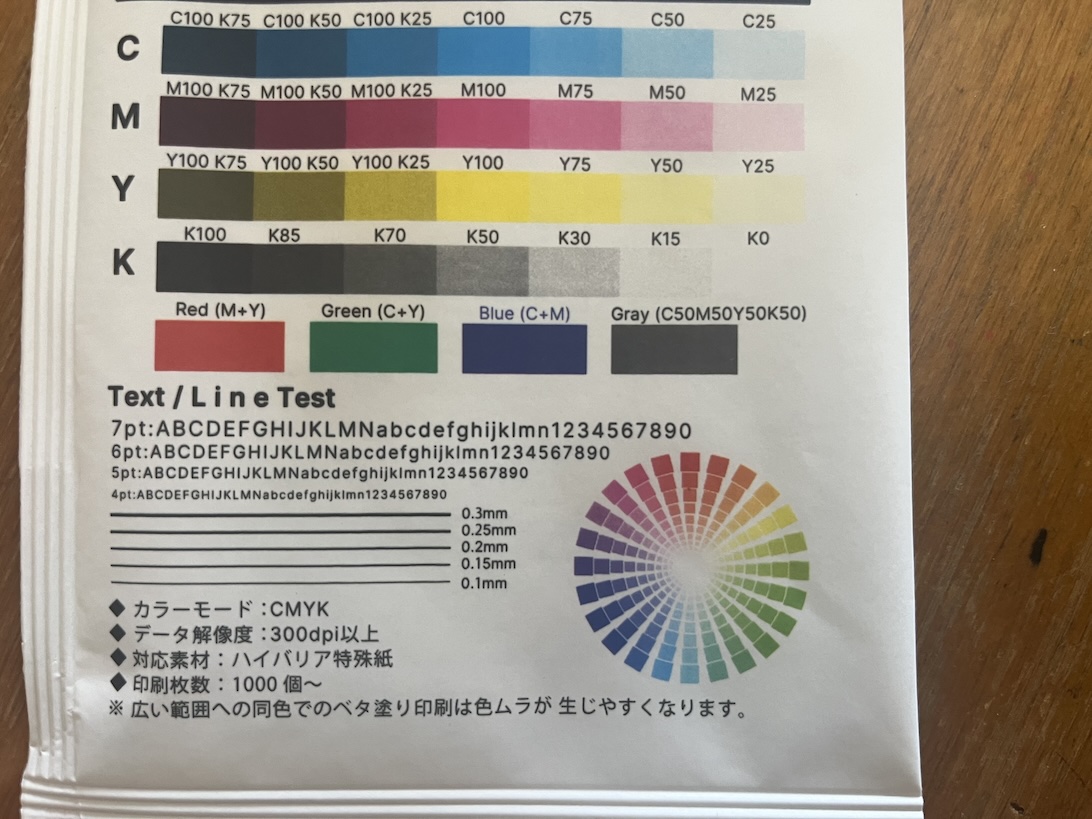 C100 K75 C100 K50 C100 K25 C100 C75 C50 C25
C
M100 K75 M100 K50 M100 K25 M100 M75 M50 M25
M
Y100 K75 Y100 K50 Y100 K25 Y100 Y75 Y50 Y25
Y
K100 K85 K70 K50 K30 K15 K0
K
Red (M+Y) Green (C+Y) Blue (C+M) Gray (C50M50Y50K50)
Text / Line Test
7pt:ABCDEFGHIJKLMNabcdefghijklmn1234567890
6pt:ABCDEFGHIJKLMNabcdefghijklmn1234567890
5pt:ABCDEFGHIJKLMNabcdefghijklmn1234567890
4pt:ABCDEFGHIJKLMNabcdefghijklmn1234567890
0.3mm
0.25mm
0.2mm
0.15mm
0.1mm
◆ カラーモード：CMYK
◆ データ解像度：300dpi以上
◆ 対応素材：ハイバリア特殊紙
◆ 印刷枚数：1000 個〜
※ 広い範囲への同色でのベタ塗り印刷は色ムラが 生じやすくなります。